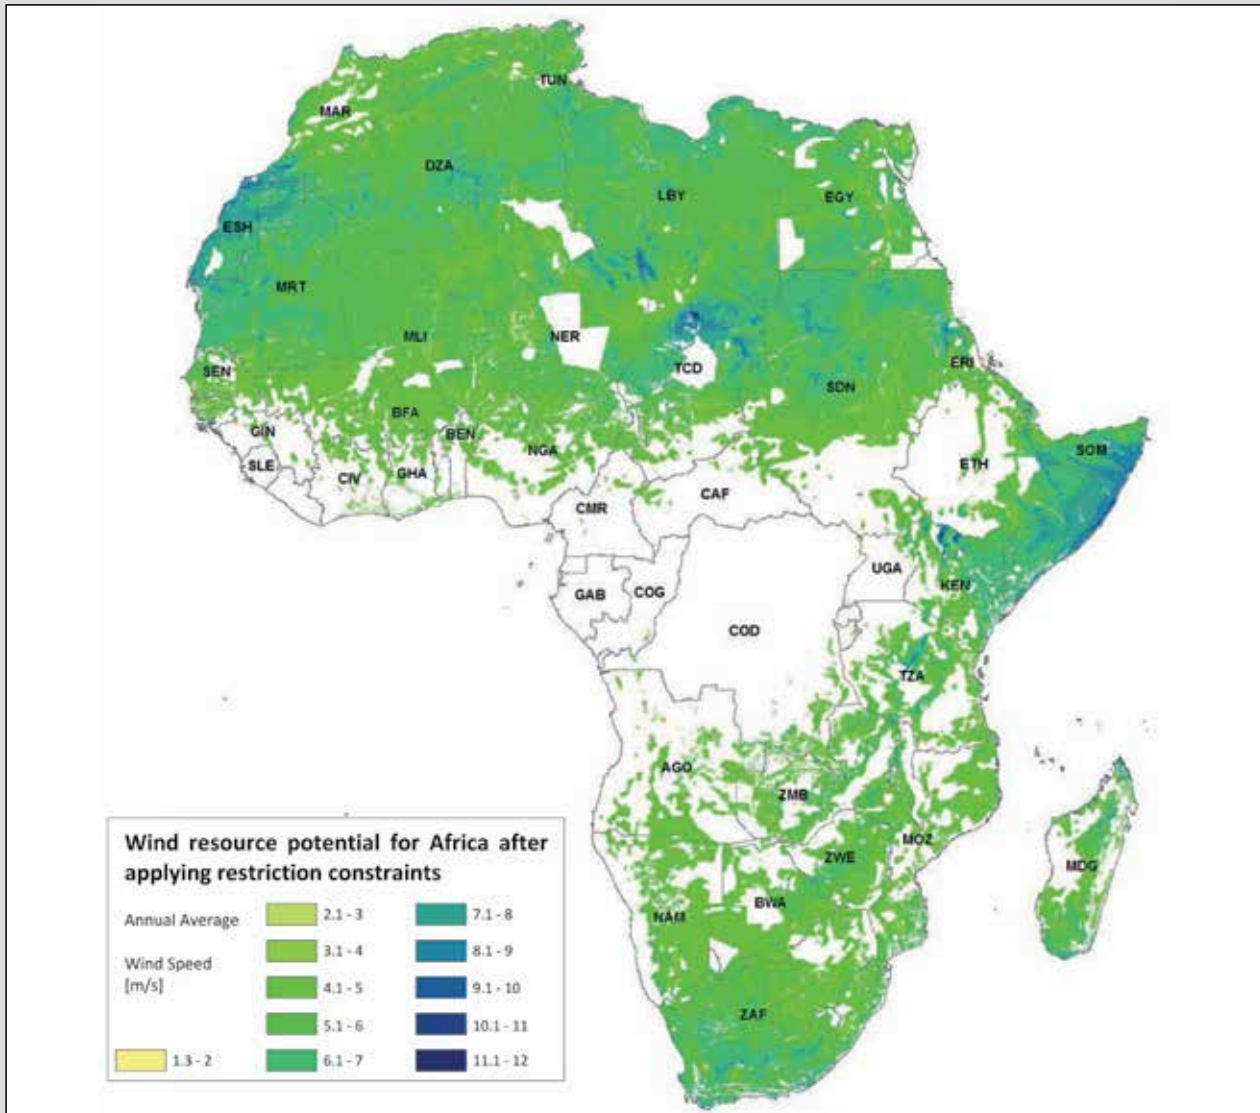 TUN
MAR
DZA
LBY
EGY
ESH
MRT
MLI
NER
TCD
SEN
ERI
SDN
BFA
GIN
BEN
NGA
SOM
SLE
CIV
GHA
ETH
CAF
CMR
UGA
KEN
GAB
COG
COD
TZA
AGO
ZMB
MOZ
ZWE
MDG
BWA
NAM
ZAF
Wind resource potential for Africa after
applying restriction constraints
Annual Average
Wind Speed
[m/s]
1.3 - 2
2.1 - 3
3.1 - 4
4.1 - 5
5.1 - 6
6.1 - 7
7.1 - 8
8.1 - 9
9.1 - 10
10.1 - 11
11.1 - 12